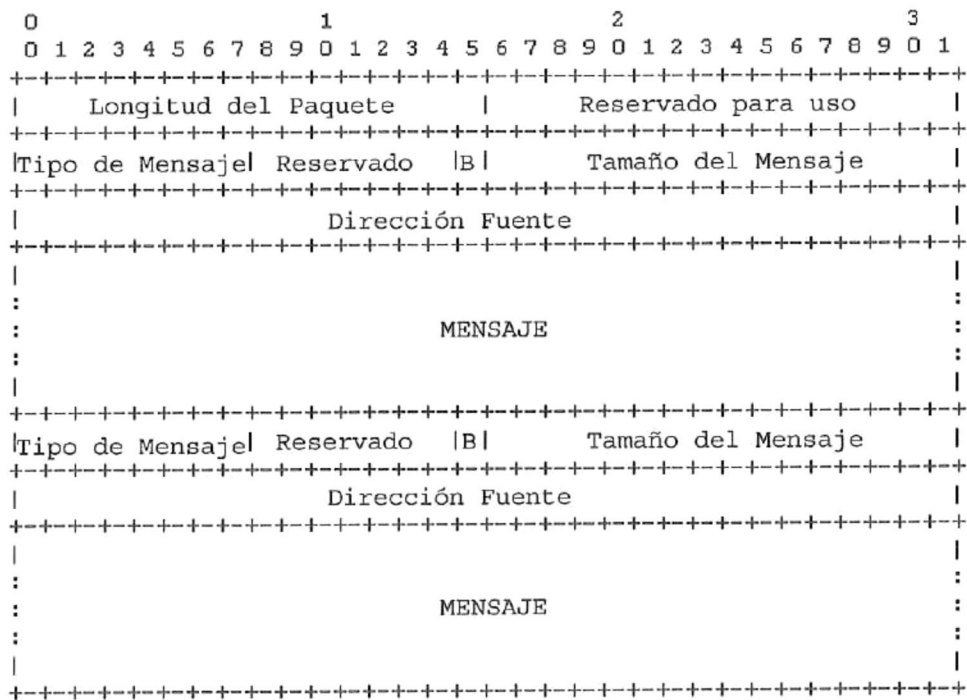 0 1 2 3
0 1 2 3 4 5 6 7 8 9 0 1 2 3 4 5 6 7 8 9 0 1 2 3 4 5 6 7 8 9 0 1
+-+-+-+-+-+-+-+-+-+-+-+-+-+-+-+-+-+-+-+-+-+-+-+-+-+-+-+-+-+-+-+-+
| Longitud del Paquete | Reservado para uso |
+-+-+-+-+-+-+-+-+-+-+-+-+-+-+-+-+-+-+-+-+-+-+-+-+-+-+-+-+-+-+-+-+
|Tipo de Mensaje| Reservado |B| Tamaño del Mensaje |
+-+-+-+-+-+-+-+-+-+-+-+-+-+-+-+-+-+-+-+-+-+-+-+-+-+-+-+-+-+-+-+-+
| Dirección Fuente |
+-+-+-+-+-+-+-+-+-+-+-+-+-+-+-+-+-+-+-+-+-+-+-+-+-+-+-+-+-+-+-+-+
| |
: :
: MENSAJE :
: :
| |
+-+-+-+-+-+-+-+-+-+-+-+-+-+-+-+-+-+-+-+-+-+-+-+-+-+-+-+-+-+-+-+-+
|Tipo de Mensaje| Reservado |B| Tamaño del Mensaje |
+-+-+-+-+-+-+-+-+-+-+-+-+-+-+-+-+-+-+-+-+-+-+-+-+-+-+-+-+-+-+-+-+
| Dirección Fuente |
+-+-+-+-+-+-+-+-+-+-+-+-+-+-+-+-+-+-+-+-+-+-+-+-+-+-+-+-+-+-+-+-+
| |
: :
: MENSAJE :
: :
| |
+-+-+-+-+-+-+-+-+-+-+-+-+-+-+-+-+-+-+-+-+-+-+-+-+-+-+-+-+-+-+-+-+